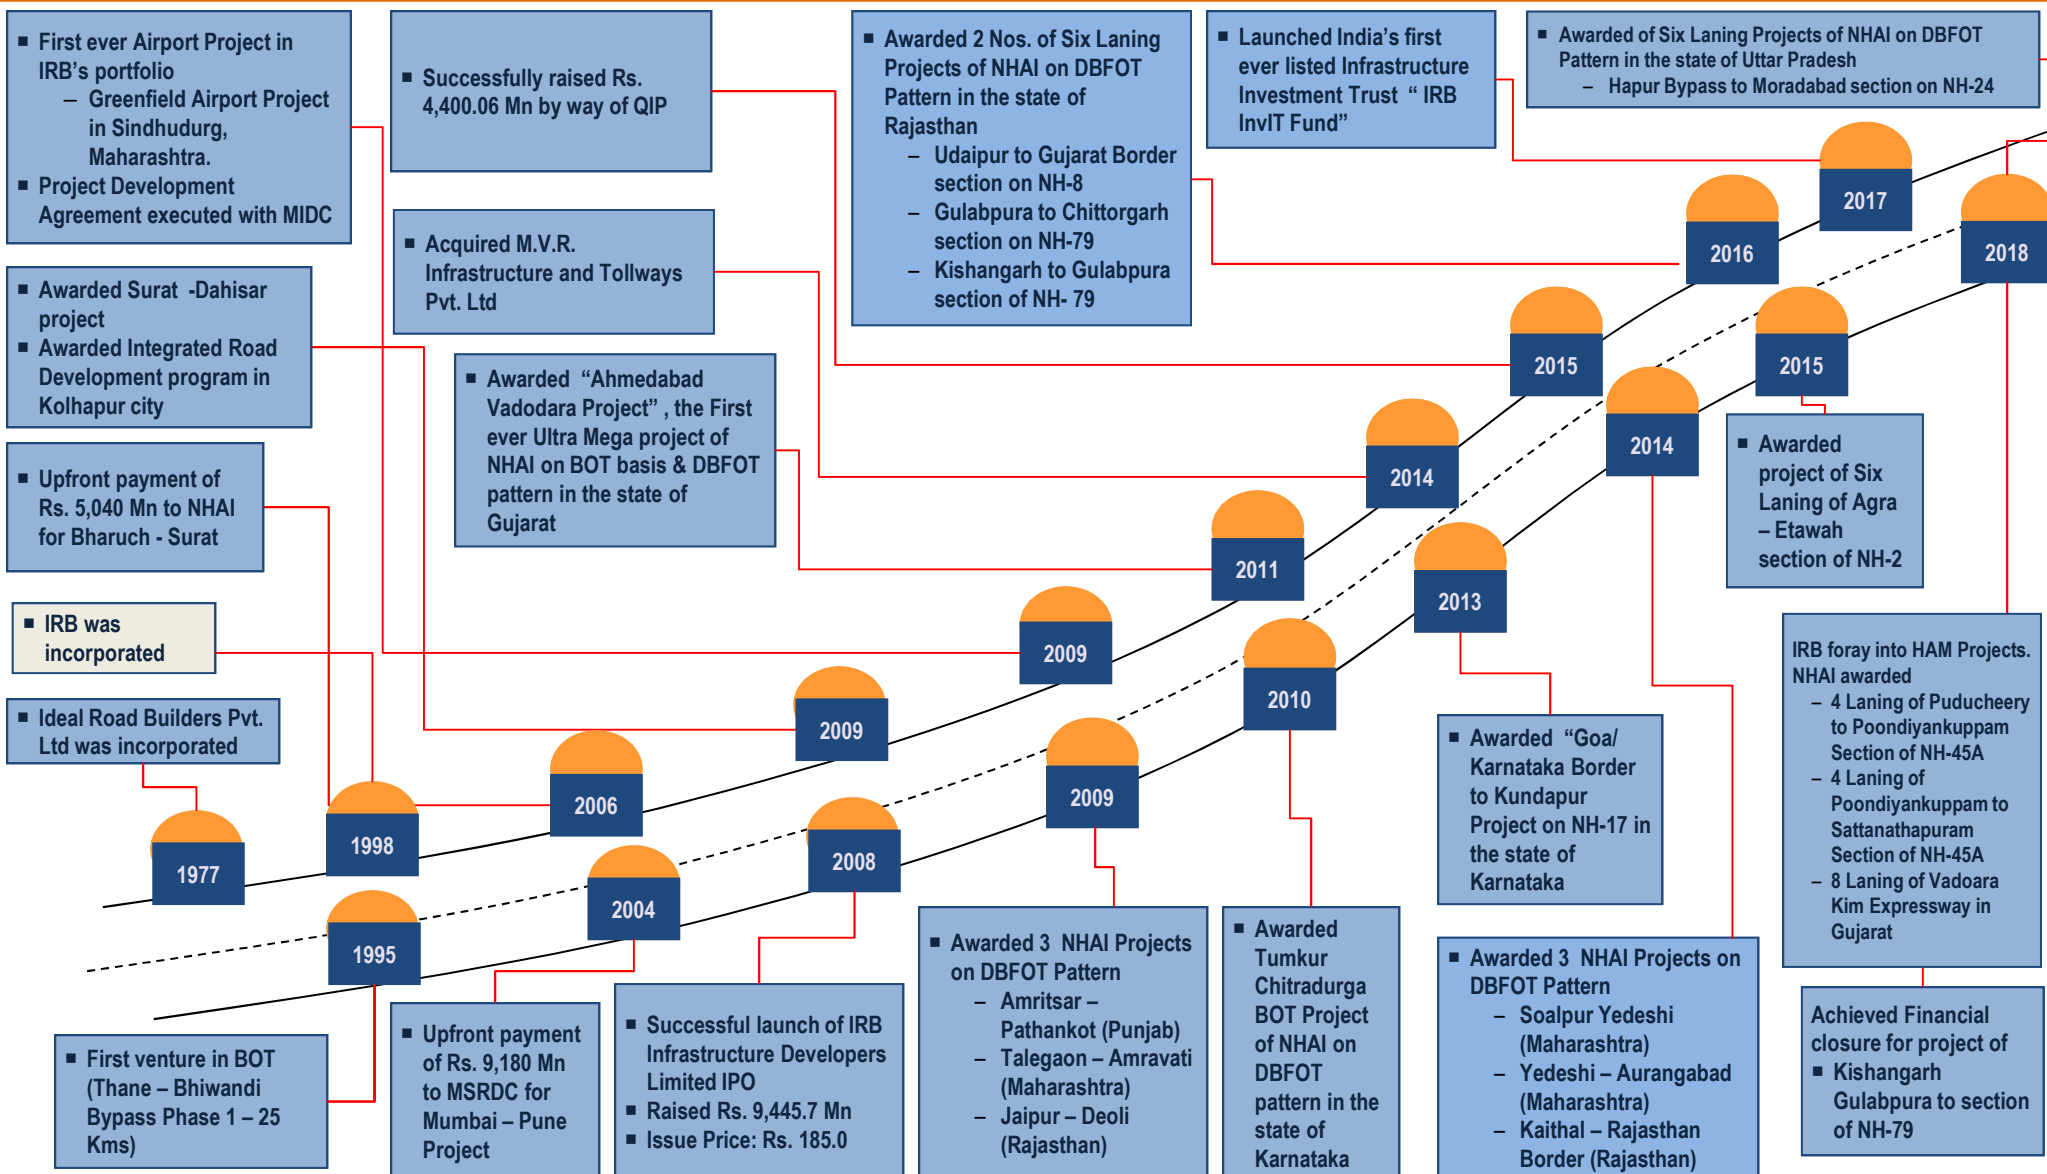 ■ First ever Airport Project in
IRB's portfolio
– Greenfield Airport Project
in Sindhudurg,
Maharashtra.
■ Project Development
Agreement executed with MIDC
■ Successfully raised Rs.
4,400.06 Mn by way of QIP
■ Awarded 2 Nos. of Six Laning
Projects of NHAI on DBFOT
Pattern in the state of
Rajasthan
– Udaipur to Gujarat Border
section on NH-8
– Gulabpura to Chittorgarh
section on NH-79
– Kishangarh to Gulabpura
section of NH- 79
■ Launched India's first
ever listed Infrastructure
Investment Trust “ IRB
InvIT Fund”
■ Awarded of Six Laning Projects of NHAI on DBFOT
Pattern in the state of Uttar Pradesh
– Hapur Bypass to Moradabad section on NH-24
■ Awarded Surat -Dahisar
project
■ Awarded Integrated Road
Development program in
Kolhapur city
■ Acquired M.V.R.
Infrastructure and Tollways
Pvt. Ltd
■ Upfront payment of
Rs. 5,040 Mn to NHAI
for Bharuch - Surat
■ Awarded “Ahmedabad
Vadodara Project” , the First
ever Ultra Mega project of
NHAI on BOT basis & DBFOT
pattern in the state of
Gujarat
■ IRB was
incorporated
■ Ideal Road Builders Pvt.
Ltd was incorporated
2017
2016
2018
2015
2015
2014
2014
2011
2013
2009
2010
2009
2009
2006
2008
1998
1977
2004
1995
■ Awarded
project of Six
Laning of Agra
– Etawah
section of NH-2
IRB foray into HAM Projects.
NHAI awarded
– 4 Laning of Puducheery
to Poondiyankuppam
Section of NH-45A
– 4 Laning of
Poondiyankuppam to
Sattanathapuram
Section of NH-45A
– 8 Laning of Vadoara
Kim Expressway in
Gujarat
■ Awarded “Goa/
Karnataka Border
to Kundapur
Project on NH-17 in
the state of
Karnataka
■ First venture in BOT
(Thane – Bhiwandi
Bypass Phase 1 – 25
Kms)
■ Upfront payment
of Rs. 9,180 Mn
to MSRDC for
Mumbai – Pune
Project
■ Successful launch of IRB
Infrastructure Developers
Limited IPO
■ Raised Rs. 9,445.7 Mn
■ Issue Price: Rs. 185.0
■ Awarded 3 NHAI Projects
on DBFOT Pattern
– Amritsar –
Pathankot (Punjab)
– Talegaon – Amravati
(Maharashtra)
– Jaipur – Deoli
(Rajasthan)
■ Awarded
Tumkur
Chitradurga
BOT Project
of NHAI on
DBFOT
pattern in the
state of
Karnataka
■ Awarded 3 NHAI Projects on
DBFOT Pattern
– Soalpur Yedeshi
(Maharashtra)
– Yedeshi – Aurangabad
(Maharashtra)
– Kaithal – Rajasthan
Border (Rajasthan)
Achieved Financial
closure for project of
■ Kishangarh
Gulabpura to section
of NH-79